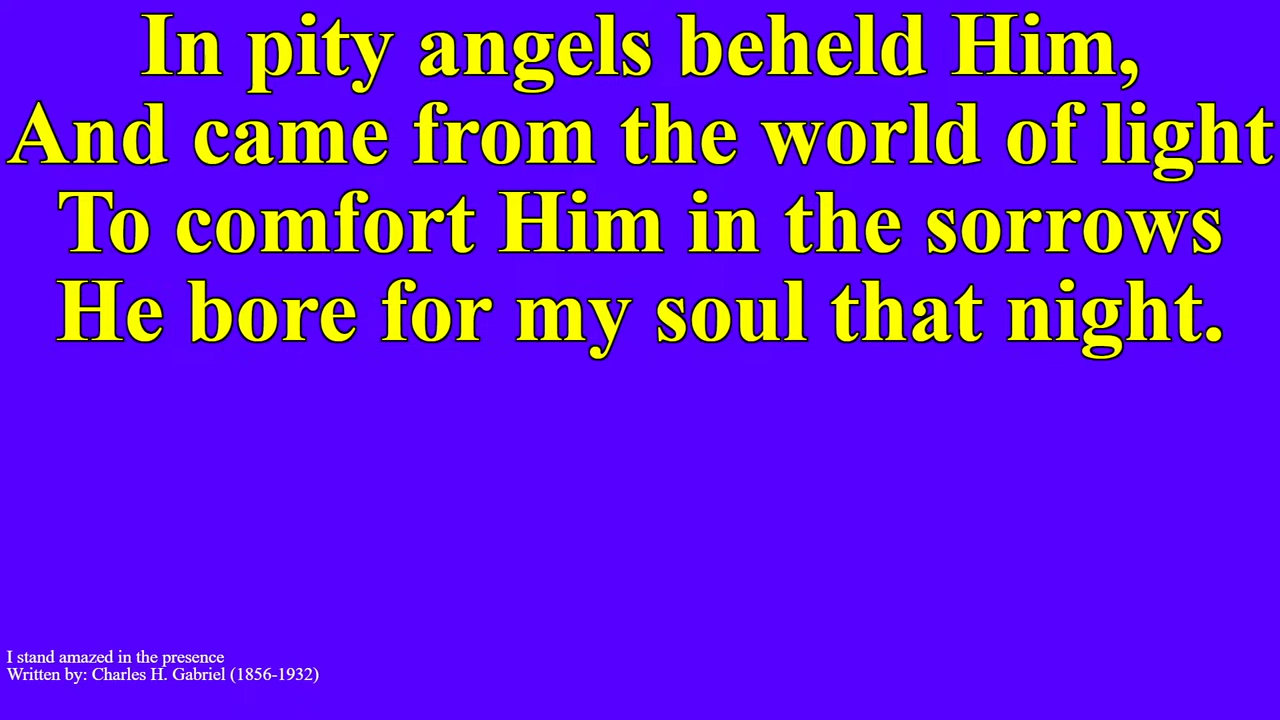 In pity angels beheld Him,
And came from the world of light
To comfort Him in the sorrows
He bore for my soul that night.
I stand amazed in the presence
Written by: Charles H. Gabriel (1856-1932)